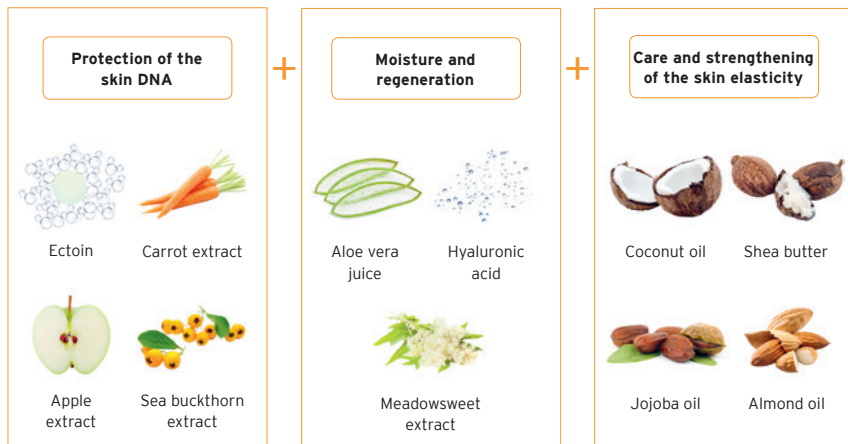 Protection of the
skin DNA
+
Moisture and
regeneration
+
Care and strengthening
of the skin elasticity
Ectoin
Carrot extract
Apple
extract
Sea buckthorn
extract
Aloe vera
juice
Hyaluronic
acid
Meadowsweet
extract
Coconut oil
Shea butter
Jojoba oil
Almond oil